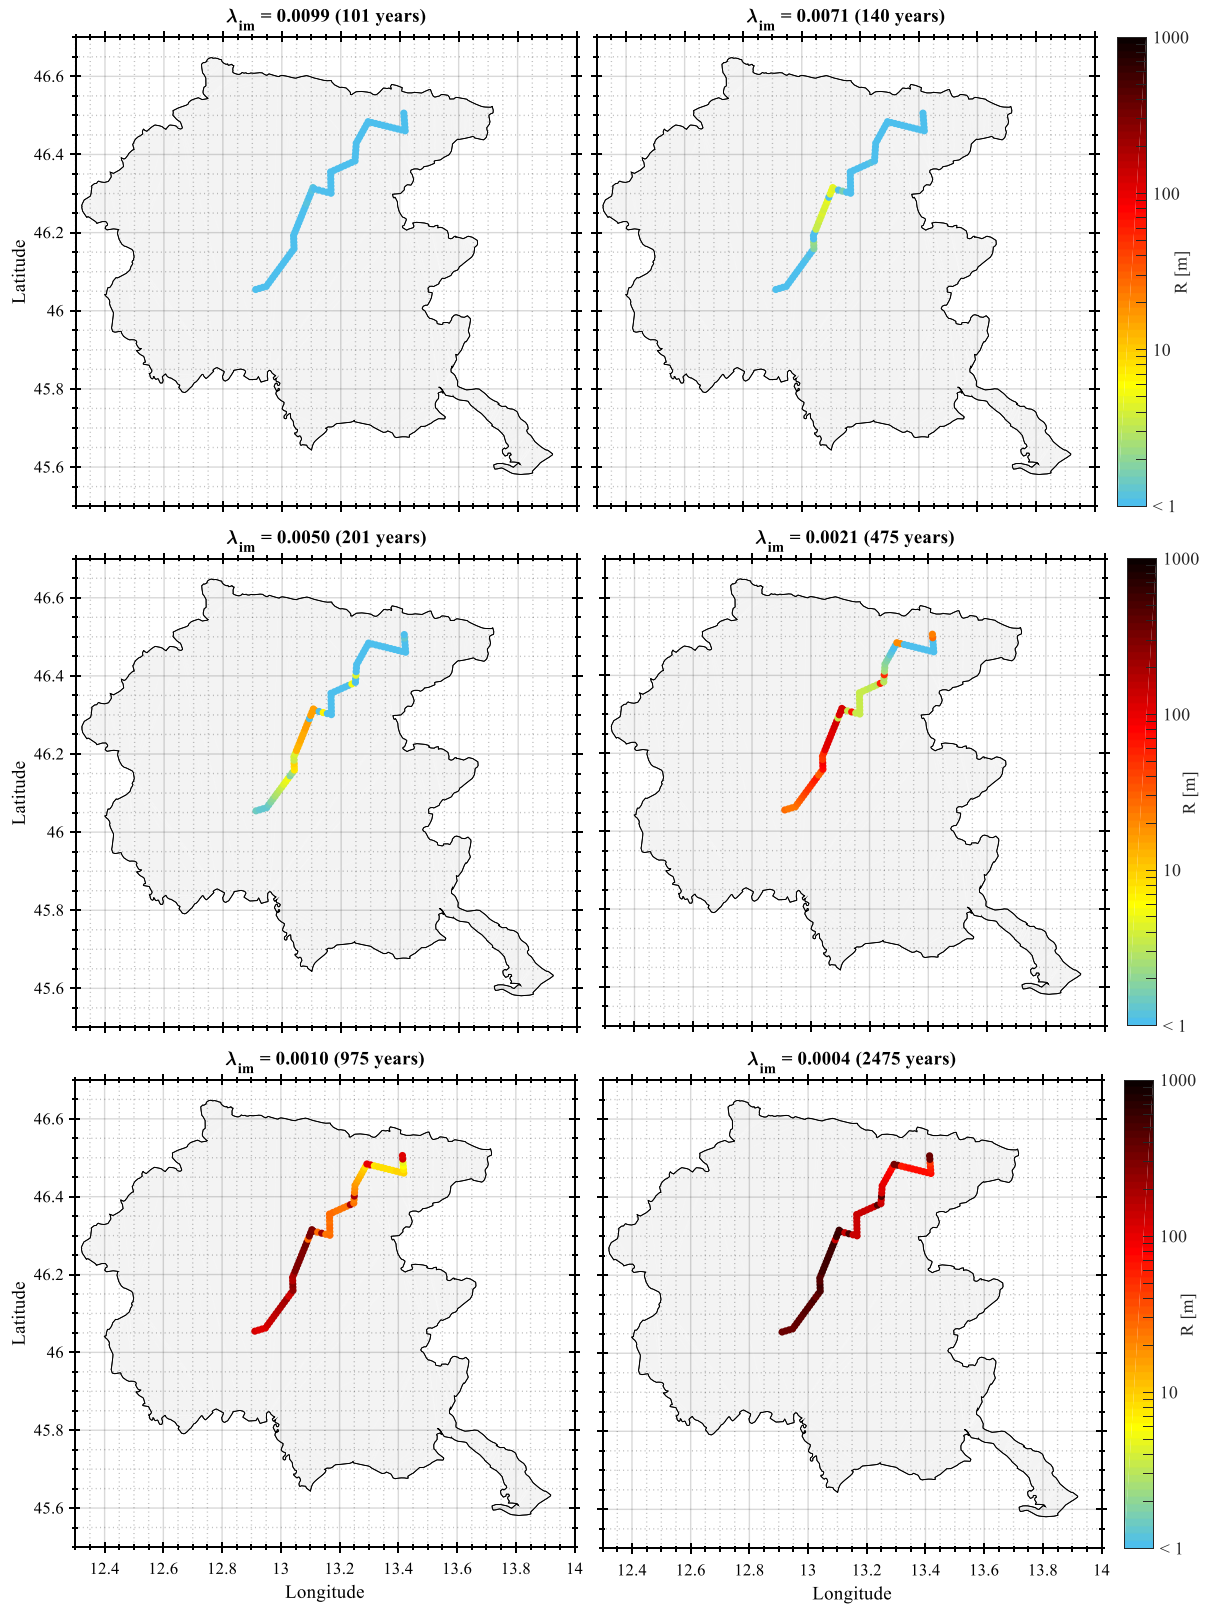 λim = 0.0099 (101 years)
λim = 0.0071 (140 years)
46.6
46.4
46.2
46
45.8
45.6
Latitude
1000
100
10
< 1
R [m]
λim = 0.0050 (201 years)
λim = 0.0021 (475 years)
46.6
46.4
46.2
46
45.8
45.6
Latitude
1000
100
10
< 1
R [m]
λim = 0.0010 (975 years)
λim = 0.0004 (2475 years)
46.6
46.4
46.2
46
45.8
45.6
Latitude
12.4 12.6 12.8 13 13.2 13.4 13.6 13.8 14
Longitude
12.4 12.6 12.8 13 13.2 13.4 13.6 13.8 14
Longitude
1000
100
10
< 1
R [m]